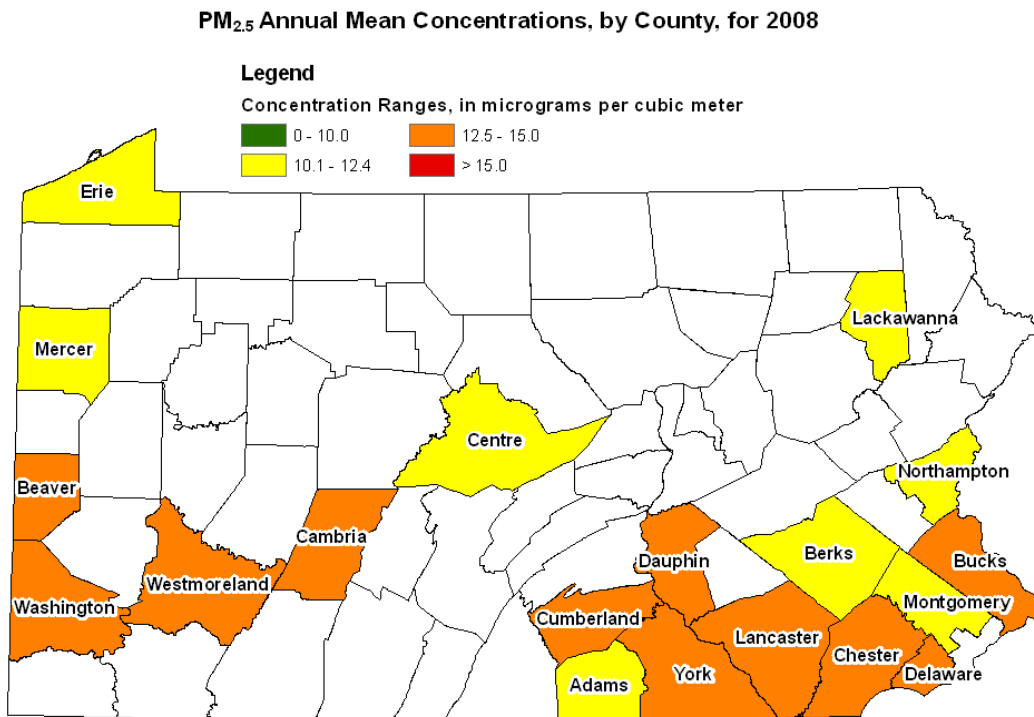 PM2.5 Annual Mean Concentrations, by County, for 2008
Legend
Concentration Ranges, in micrograms per cubic meter
0 - 10.0
12.5 - 15.0
10.1 - 12.4
> 15.0
Erie
Lackawanna
Mercer
Centre
Northampton
Beaver
Cambria
Dauphin
Berks
Bucks
Westmoreland
Washington
Montgomery
Cumberland
Lancaster
Chester
York
Delaware
Adams